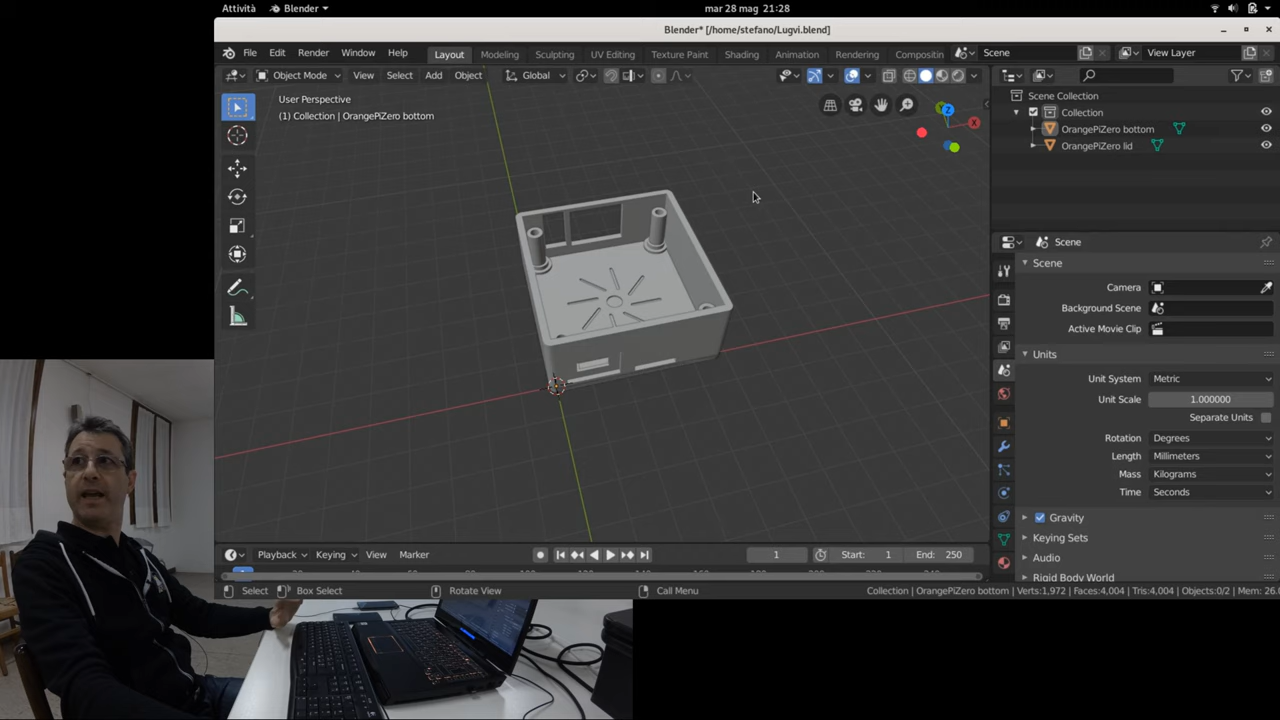 Attività Blender mar 28 mag 21:28
Blender* [/home/stefano/Lugvi.blend]
File Edit Render Window Help Layout Modeling Sculpting UV Editing Texture Paint Shading Animation Rendering Compositin Scene View Layer
Object Mode View Select Add Object Global
User Perspective
(1) Collection | OrangePiZero bottom
Z
X
Scene Collection
Collection
OrangePiZero bottom
OrangePiZero lid
Scene
Scene
Camera
Background Scene
Active Movie Clip
Units
Unit System Metric
Unit Scale 1.000000
Separate Units
Rotation Degrees
Length Millimeters
Mass Kilograms
Time Seconds
Gravity
Keying Sets
Audio
Rigid Body World
Playback Keying View Marker 1 Start: 1 End: 250
Select Box Select Rotate View Call Menu Collection | OrangePiZero bottom | Verts:1,972 | Faces:4,004 | Tris:4,004 | Objects:0/2 | Mem: 26.0